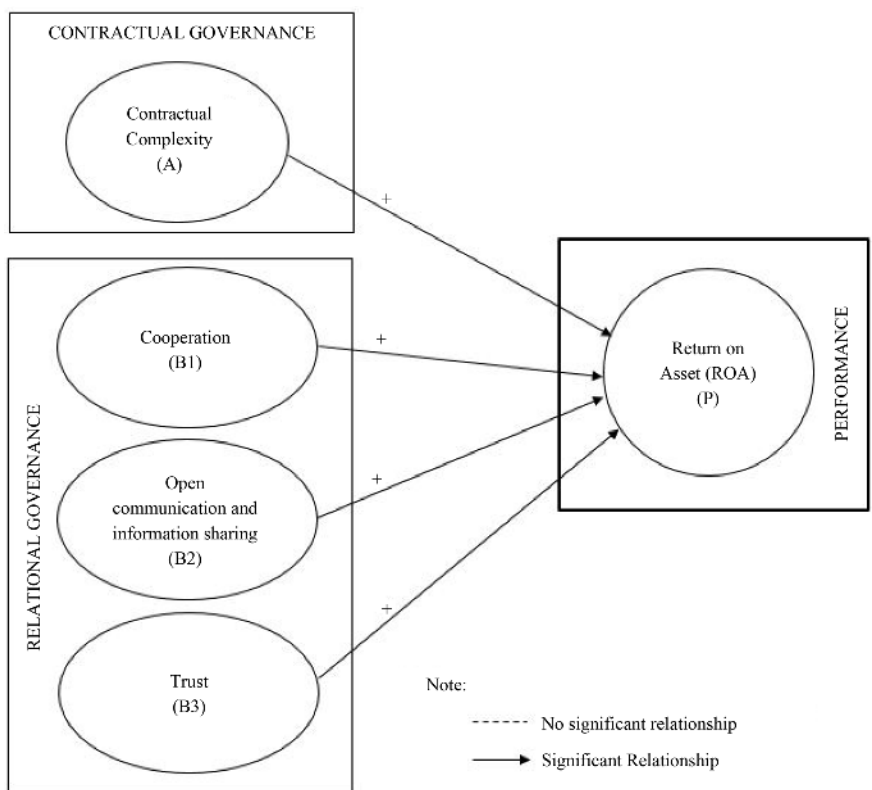 CONTRACTUAL GOVERNANCE
Contractual
Complexity
(A)
+
RELATIONAL GOVERNANCE
Cooperation
(B1)
+
Open
communication and
information sharing
(B2)
+
Trust
(B3)
+
Return on
Asset (ROA)
(P)
PERFORMANCE
Note:
No significant relationship
Significant Relationship